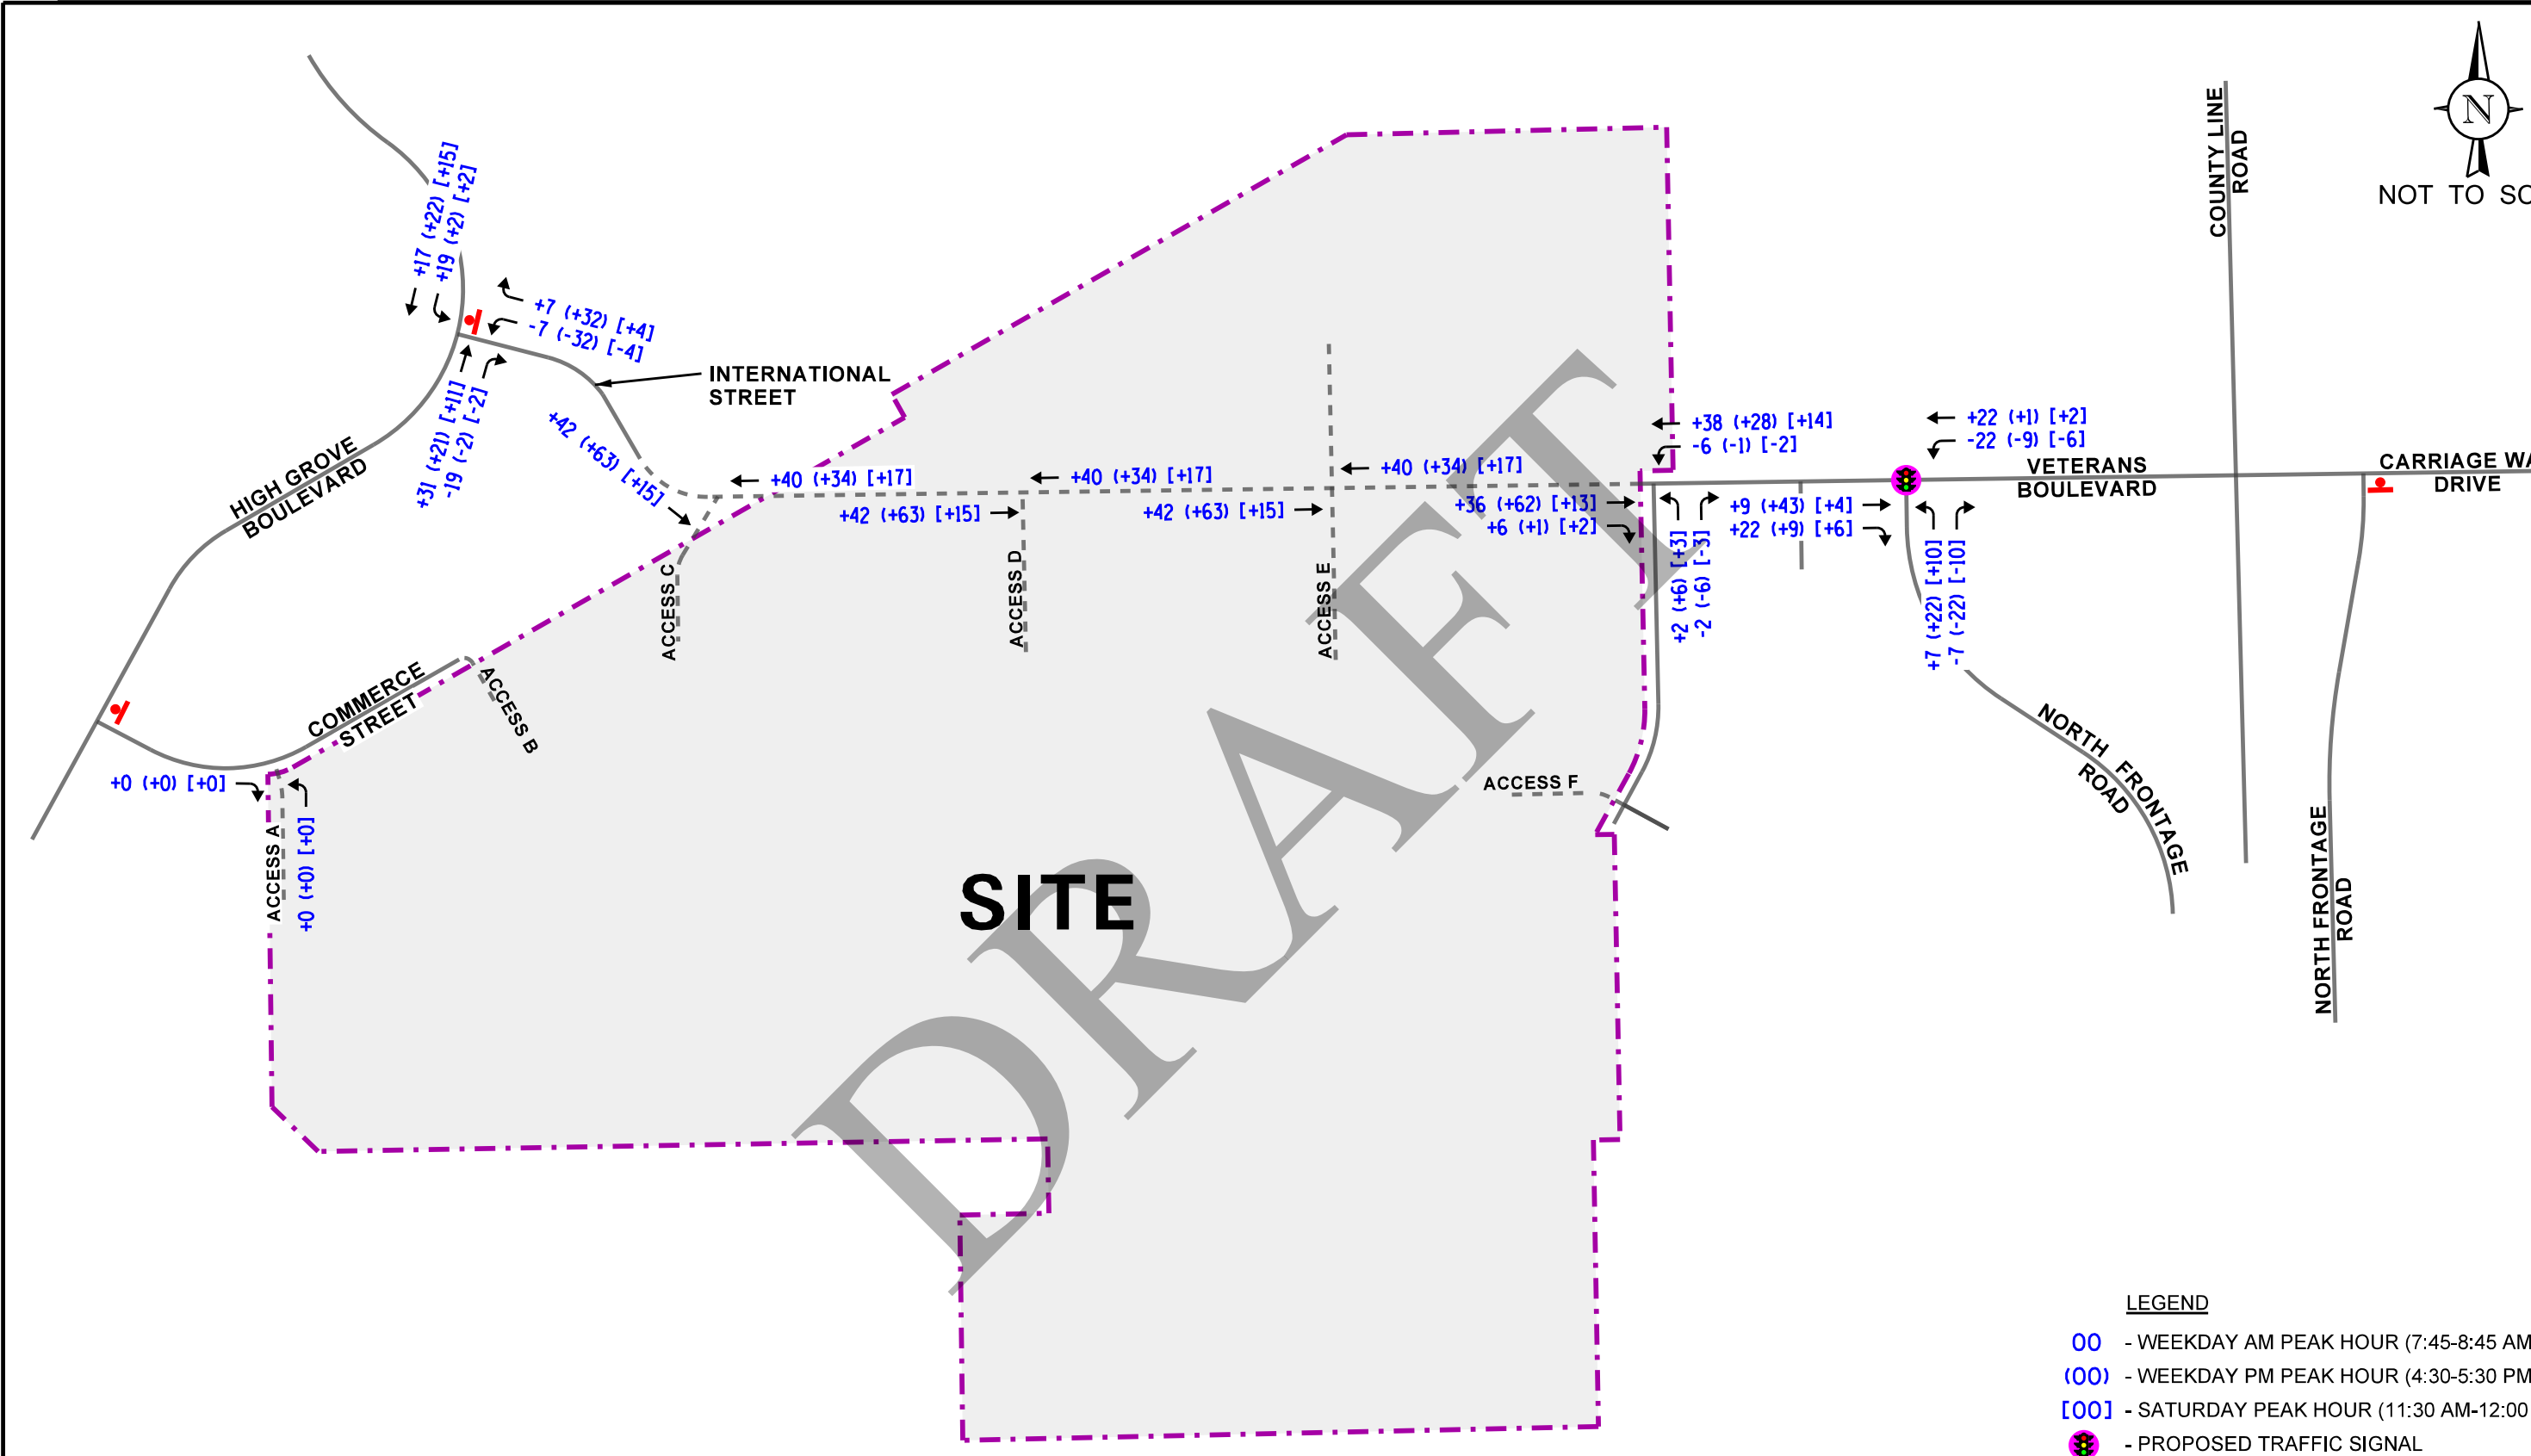 N
NOT TO SC
COUNTY LINE
ROAD
+17 (+22) [+15]
+19 (+2) [+2]
+7 (+32) [+4]
-7 (-32) [-4]
INTERNATIONAL
STREET
+31 (+21) [+11]
-19 (-2) [-2]
HIGH GROVE
BOULEVARD
+42 (+63) [+15]
+40 (+34) [+17]
+40 (+34) [+17]
+40 (+34) [+17]
+38 (+28) [+14]
-6 (-1) [-2]
+22 (+1) [+2]
-22 (-9) [-6]
VETERANS
BOULEVARD
CARRIAGE WA
DRIVE
+42 (+63) [+15]
+42 (+63) [+15]
+36 (+62) [+13]
+6 (+1) [+2]
+9 (+43) [+4]
+22 (+9) [+6]
+2 (+6) [+3]
-2 (-6) [-3]
+7 (+22) [+10]
-7 (-22) [-10]
ACCESS C
ACCESS D
ACCESS E
COMMERCE
STREET
ACCESS B
NORTH FRONTAGE
ROAD
+0 (+0) [+0]
ACCESS A
+0 (+0) [+0]
ACCESS F
NORTH FRONTAGE
ROAD
SITE
DRAFT
LEGEND
00 - WEEKDAY AM PEAK HOUR (7:45-8:45 AM
(00) - WEEKDAY PM PEAK HOUR (4:30-5:30 PM
[00] - SATURDAY PEAK HOUR (11:30 AM-12:00
- PROPOSED TRAFFIC SIGNAL